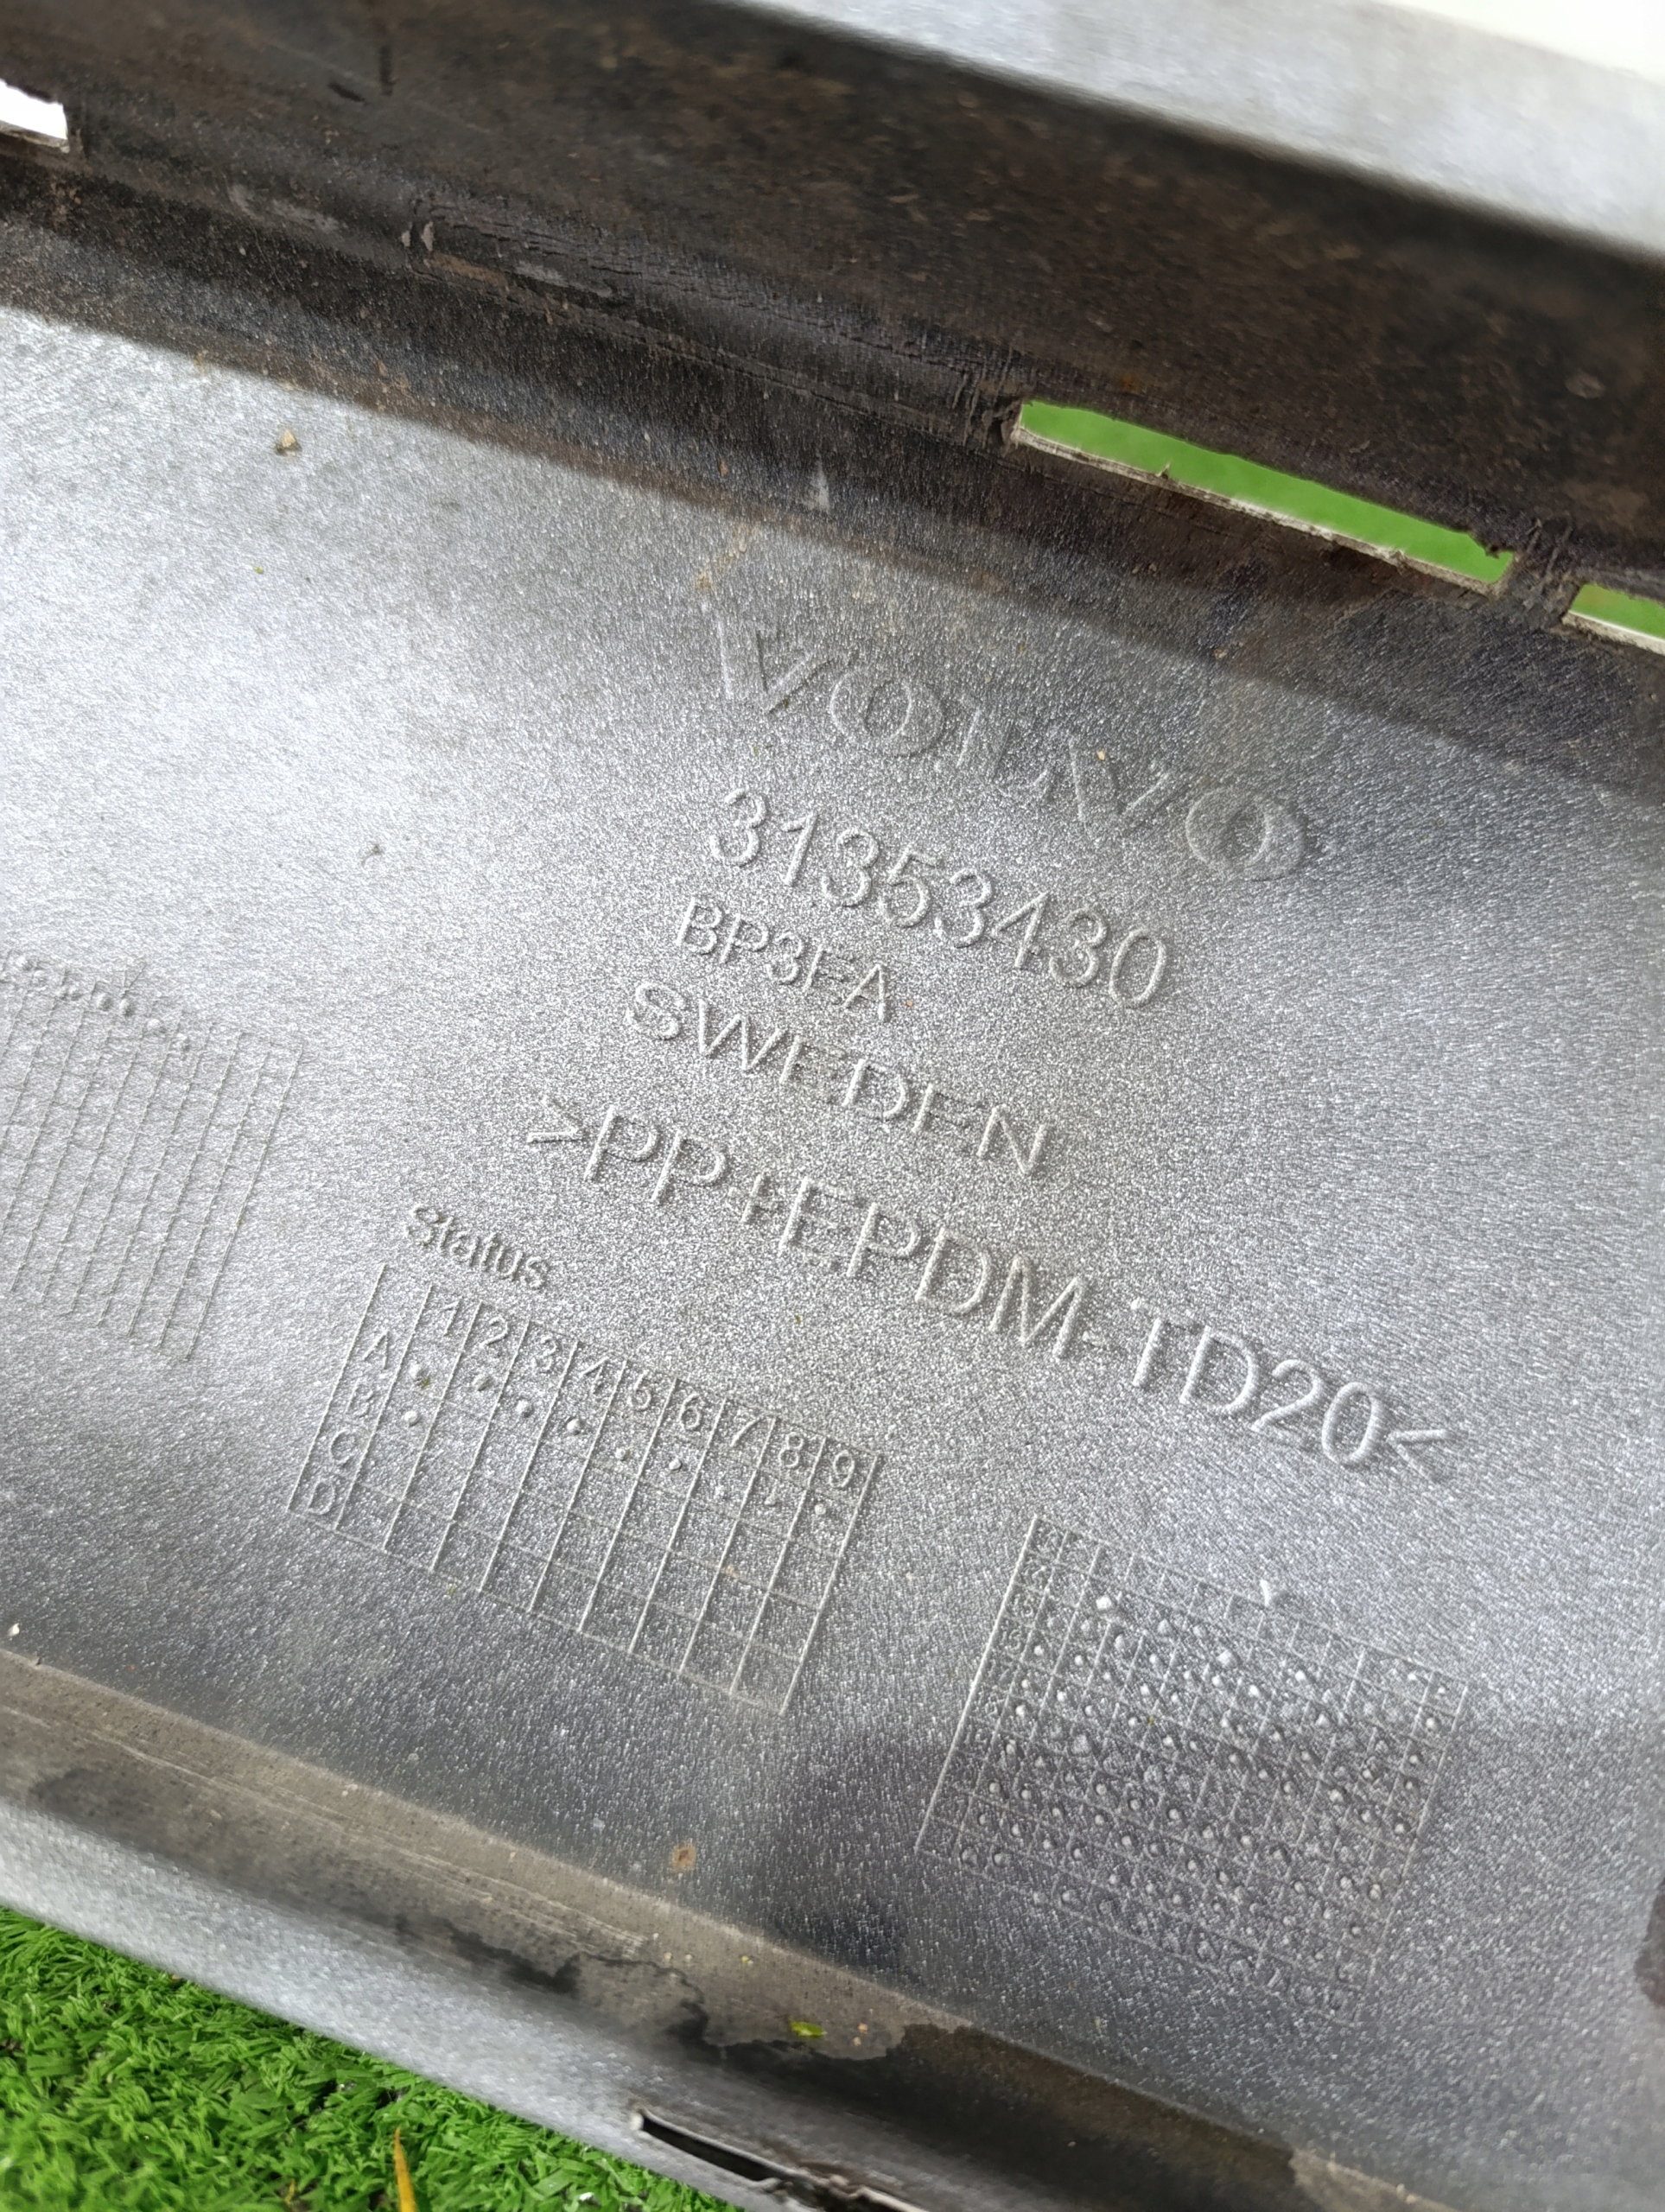 VOLVO
31353430
BP3FA
SWEDEN
>PP+EPDM-TD20<
Status
1 2 3 4 5 6 7 8 9
A
B
C
D